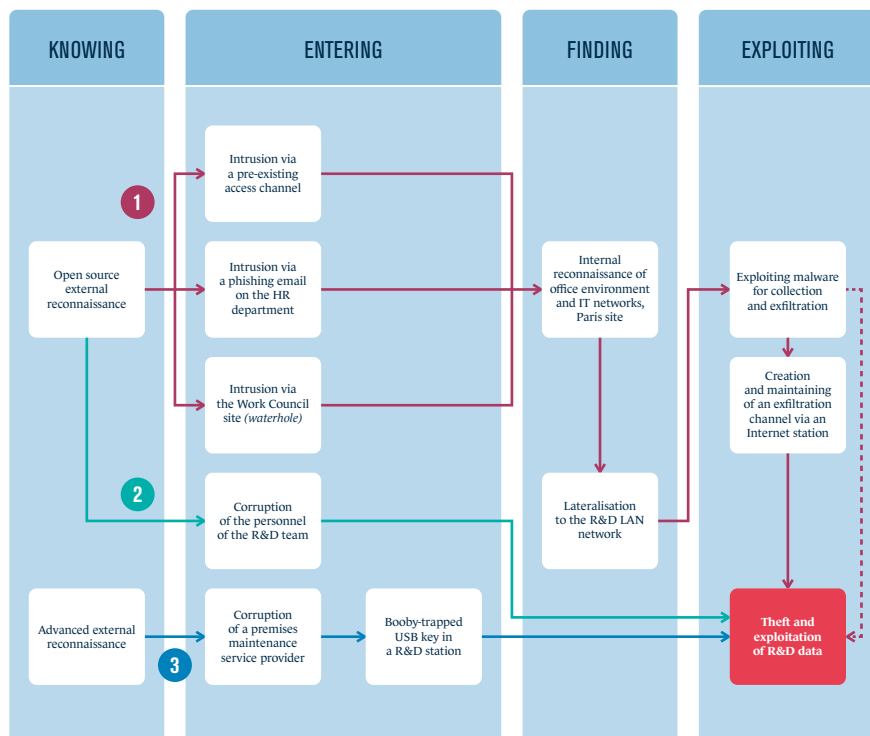 KNOWING
ENTERING
FINDING
EXPLOITING
1
Intrusion via
a pre-existing
access channel
Open source
external
reconnaissance
Intrusion via
a phishing email
on the HR
department
Internal
reconnaissance of
office environment
and IT networks,
Paris site
Exploiting malware
for collection
and exfiltration
Intrusion via
the Work Council
site (waterhole)
Creation
and maintaining
of an exfiltration
channel via an
Internet station
2
Corruption
of the personnel
of the R&D team
Lateralisation
to the R&D LAN
network
Advanced external
reconnaissance
3
Corruption
of a premises
maintenance
service provider
Booby-trapped
USB key in
a R&D station
Theft and
exploitation
of R&D data